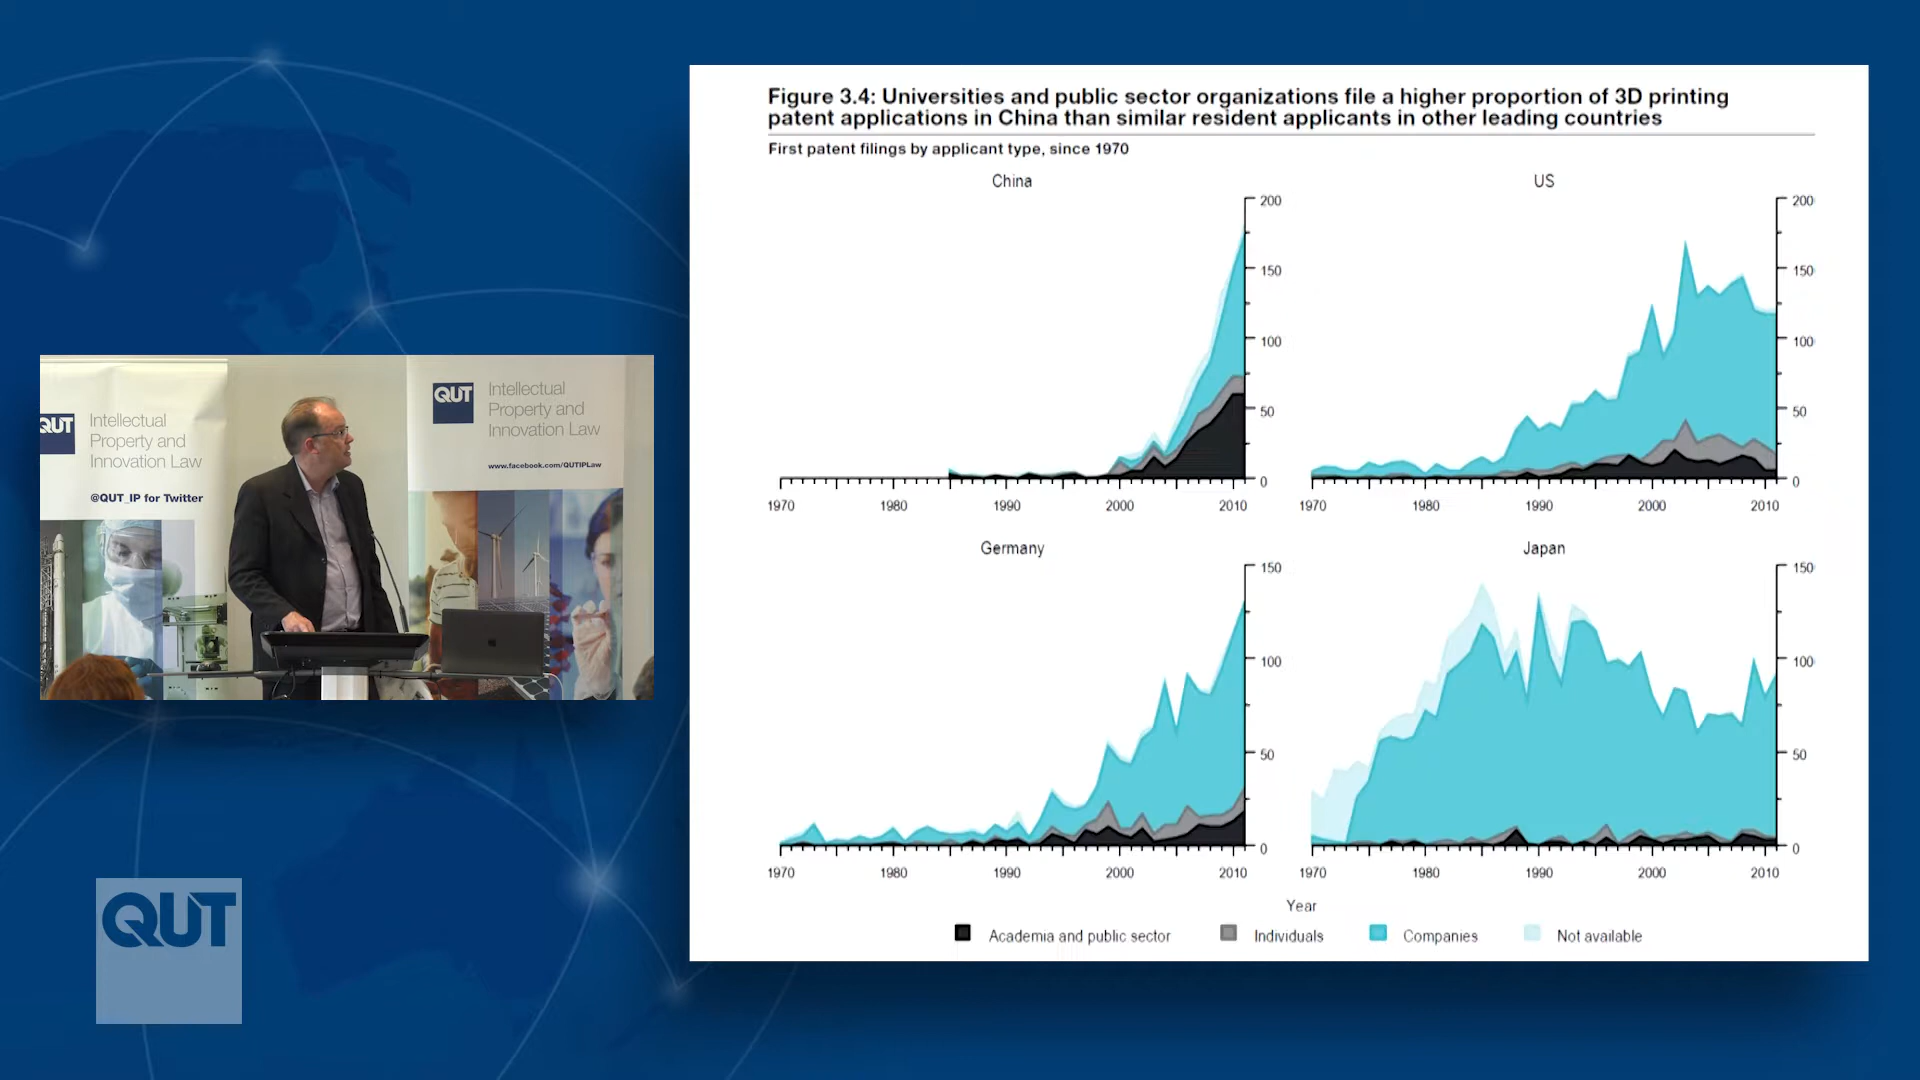 Figure 3.4: Universities and public sector organizations file a higher proportion of 3D printing
patent applications in China than similar resident applicants in other leading countries
First patent filings by applicant type, since 1970
China
200
150
100
50
0
1970 1980 1990 2000 2010
US
200
150
100
50
0
1970 1980 1990 2000 2010
Germany
150
100
50
0
1970 1980 1990 2000 2010
Japan
150
100
50
0
1970 1980 1990 2000 2010
Year
Academia and public sector Individuals Companies Not available
QUT
Intellectual
Property and
Innovation Law
@QUT_IP for Twitter
QUT
Intellectual
Property and
Innovation Law
www.facebook.com/QUTIPLaw
QUT